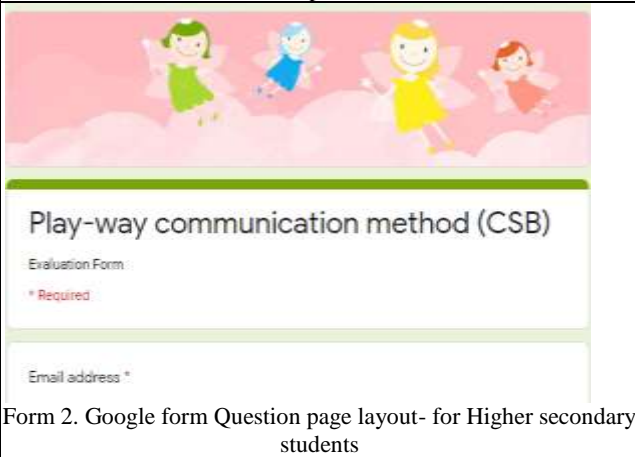 Play-way communication method (CSB)
Evaluation Form
* Required
Email address *
Form 2. Google form Question page layout- for Higher secondary
students